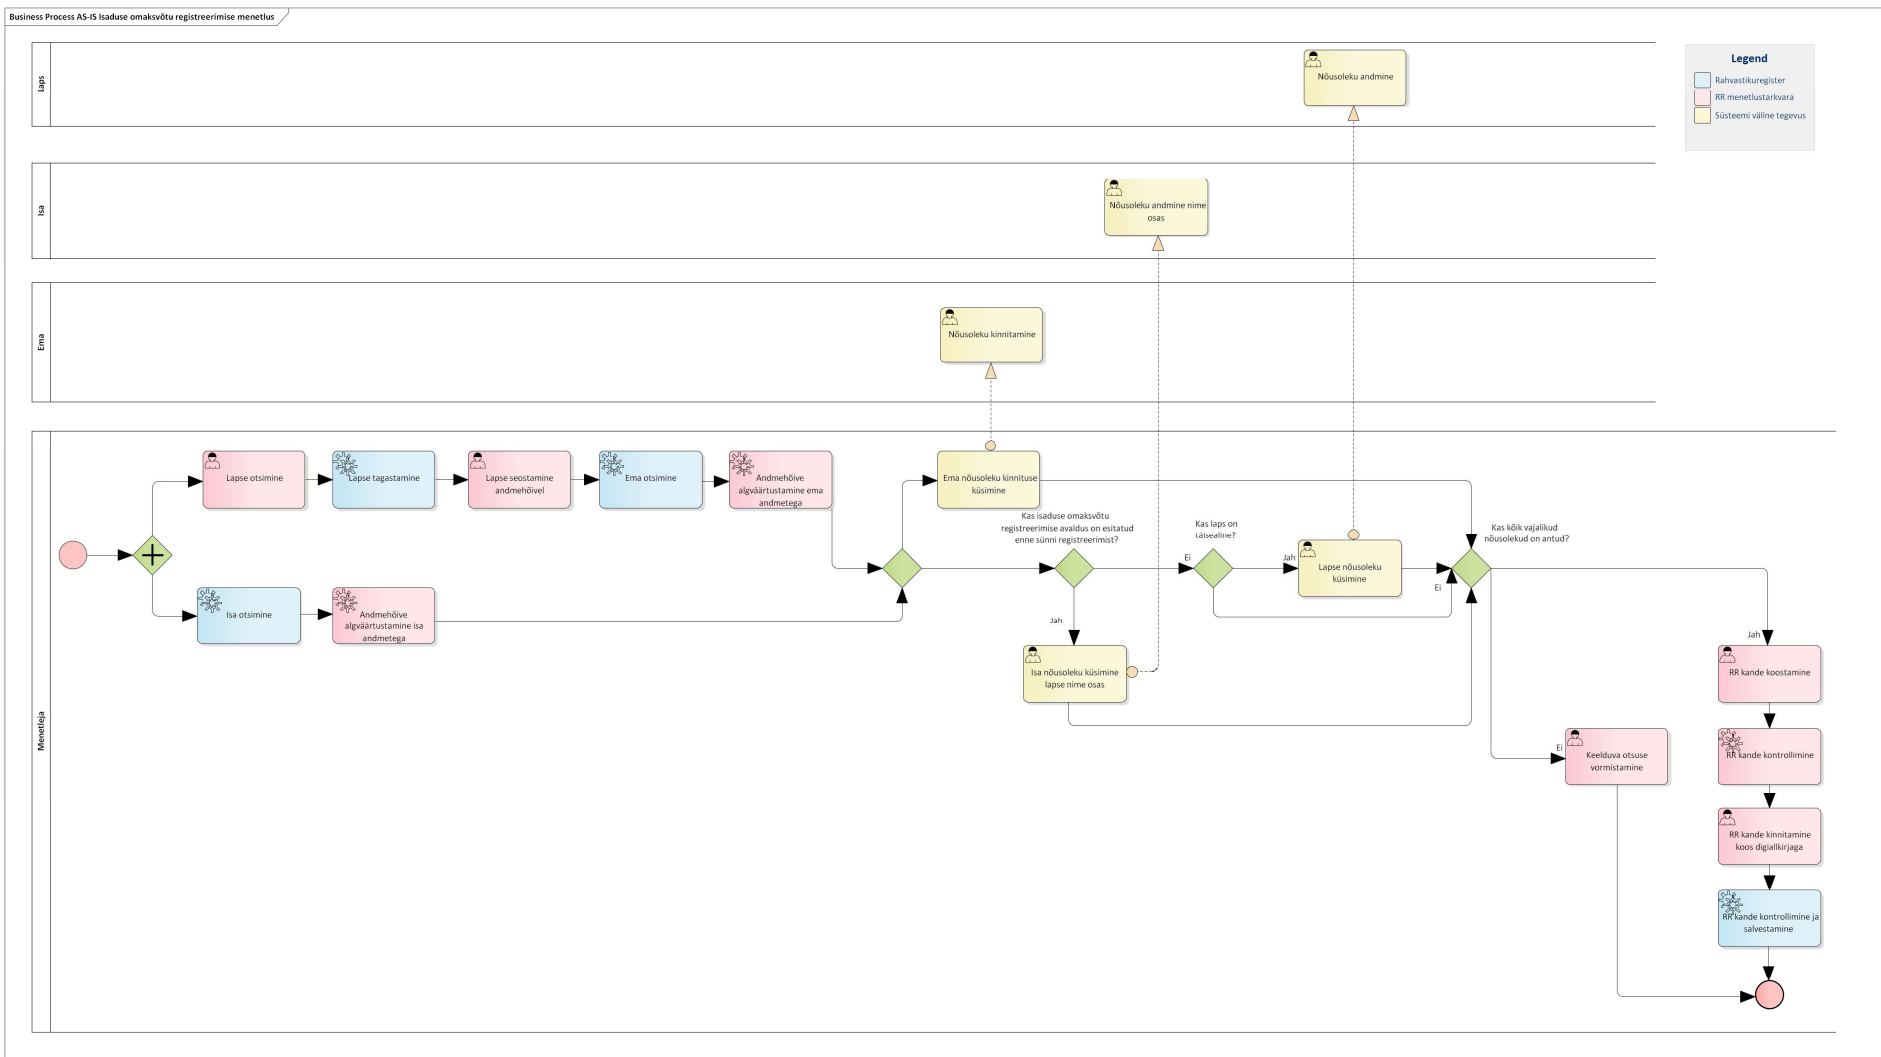 Business Process AS-IS Isaduse omaksvõtu registreerimise menetlus
Laps
Nõusoleku andmine
Legend
Rahvastikuregister
RR menetlustarkvara
Süsteemi väline tegevus
Isa
Nõusoleku andmine nime
osas
Ema
Nõusoleku kinnitamine
Menetleja
Lapse otsimine
Lapse tagastamine
Lapse seostamine
andmehõivel
Ema otsimine
Andmehõive
algväärtustamine ema
andmetega
Ema nõusoleku kinnituse
küsimine
Kas isaduse omaksvõtu
registreerimise avaldus on esitatud
enne sünni registreerimist?
Kas laps on
täisealine?
Kas kõik vajalikud
nõusolekud on antud?
Ei
Jah
Lapse nõusoleku
küsimine
Ei
Isa otsimine
Andmehõive
algväärtustamine isa
andmetega
Jah
Isa nõusoleku küsimine
lapse nime osas
Jah
RR kande koostamine
Ei
Keelduva otsuse
vormistamine
RR kande kontrollimine
RR kande kinnitamine
koos digiallkirjaga
RR kande kontrollimine ja
salvestamine